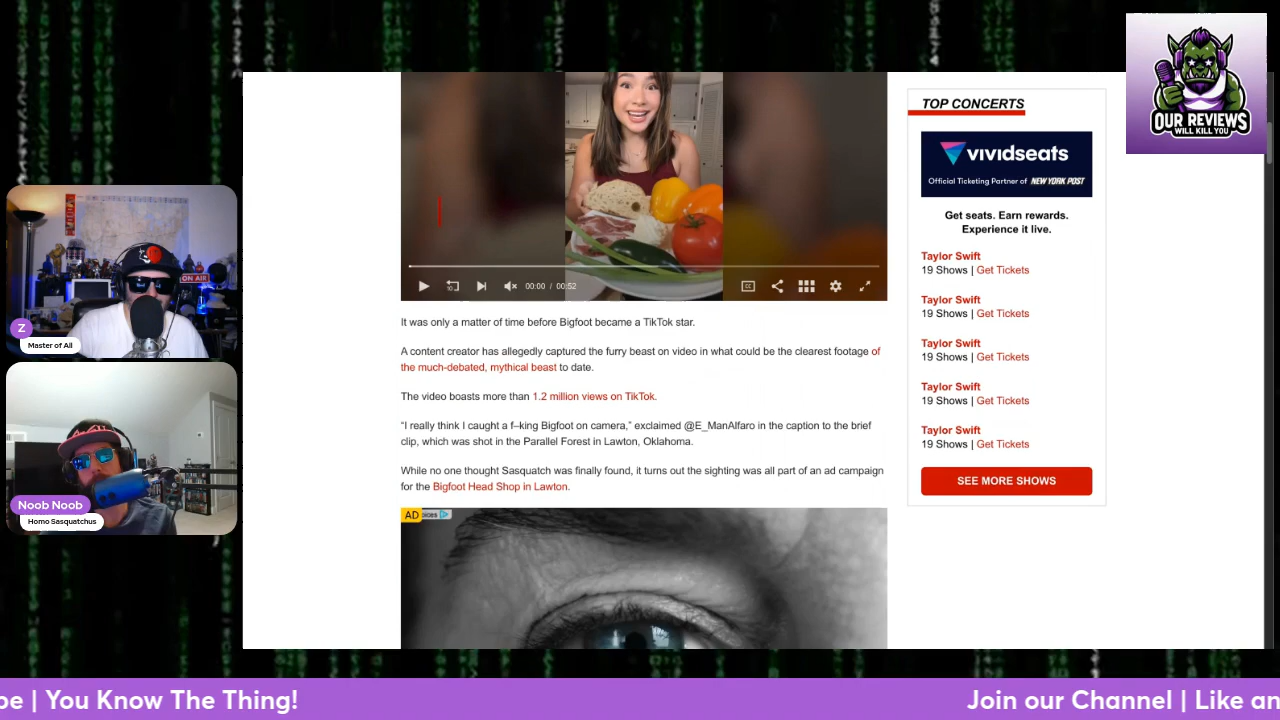 TOP CONCERTS
vividseats
Official Ticketing Partner of NEW YORK POST
Get seats. Earn rewards.
Experience it live.
Taylor Swift
19 Shows | Get Tickets
Taylor Swift
19 Shows | Get Tickets
Taylor Swift
19 Shows | Get Tickets
Taylor Swift
19 Shows | Get Tickets
Taylor Swift
19 Shows | Get Tickets
SEE MORE SHOWS
OUR REVIEWS
WILL KILL YOU
10
00:00 / 00:52
CC
It was only a matter of time before Bigfoot became a TikTok star.
A content creator has allegedly captured the furry beast on video in what could be the clearest footage of
the much-debated, mythical beast to date.
The video boasts more than 1.2 million views on TikTok.
“I really think I caught a f–king Bigfoot on camera,” exclaimed @E_ManAlfaro in the caption to the brief
clip, which was shot in the Parallel Forest in Lawton, Oklahoma.
While no one thought Sasquatch was finally found, it turns out the sighting was all part of an ad campaign
for the Bigfoot Head Shop in Lawton.
AD
ON AIR
Z
Master of All
Noob Noob
Homo Sasquatchus
be | You Know The Thing!
Join our Channel | Like an